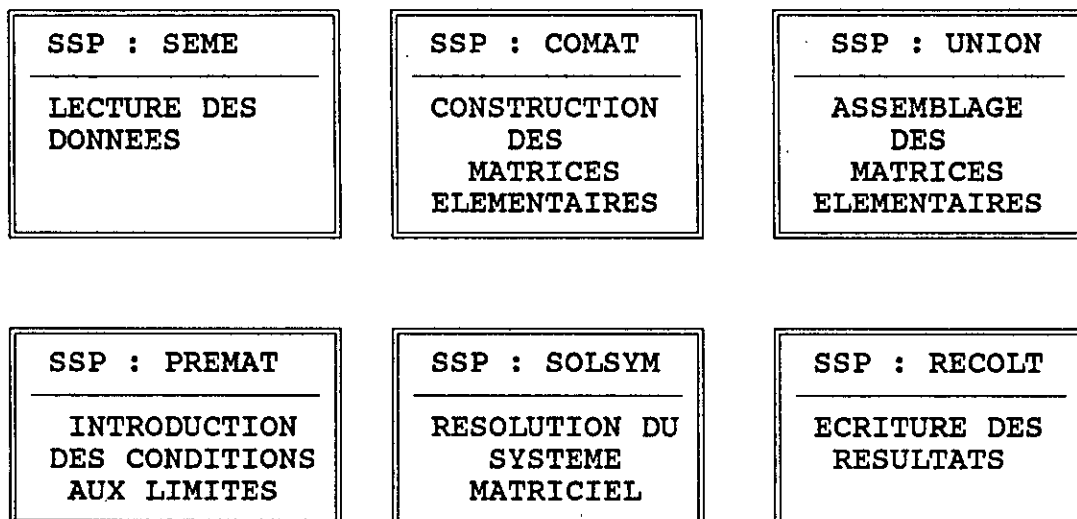 SSP : SEME
LECTURE DES
DONNEES
SSP : COMAT
CONSTRUCTION
DES
MATRICES
ELEMENTAIRES
SSP : UNION
ASSEMBLAGE
DES
MATRICES
ELEMENTAIRES
SSP : PREMAT
INTRODUCTION
DES CONDITIONS
AUX LIMITES
SSP : SOLSYM
RESOLUTION DU
SYSTEME
MATRICIEL
SSP : RECOLT
ECRITURE DES
RESULTATS